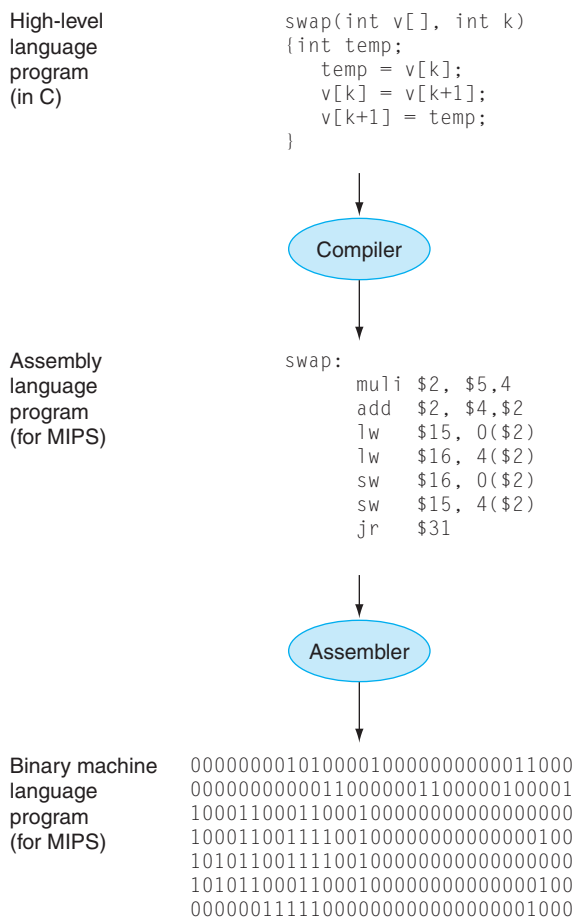 High-level
language
program
(in C)
swap(int v[], int k)
{int temp;
temp = v[k];
v[k] = v[k+1];
v[k+1] = temp;
}
Compiler
Assembly
language
program
(for MIPS)
swap:
muli $2, $5,4
add $2, $4,$2
lw $15, 0($2)
lw $16, 4($2)
sw $16, 0($2)
sw $15, 4($2)
jr $31
Assembler
Binary machine
language
program
(for MIPS)
00000000101000010000000000011000
00000000000110000001100000100001
10001100011000100000000000000000
10001100111100100000000000000100
10101100111100100000000000000000
10101100011000100000000000000100
00000011111000000000000000001000